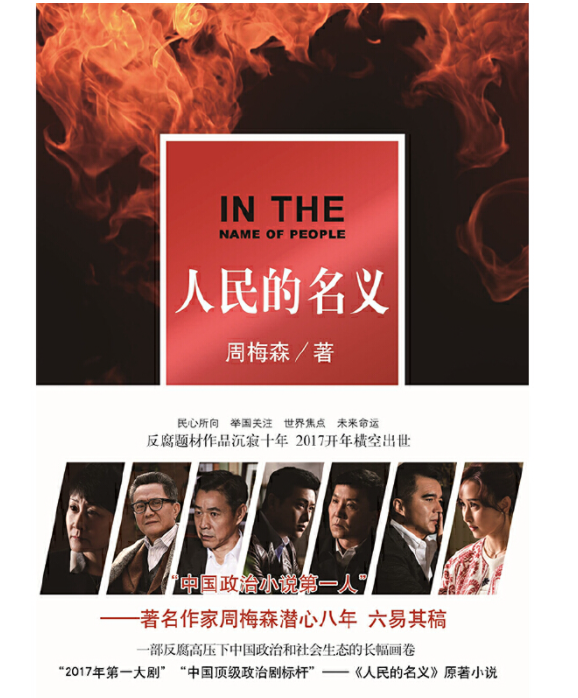 IN THE
NAME OF PEOPLE
人民的名义
周梅森／著
民心所向 举国关注 世界焦点 未来命运
反腐题材作品沉寂十年 2017开年横空出世
“中国政治小说第一人”
——著名作家周梅森潜心八年 六易其稿
一部反腐高压下中国政治和社会生态的长幅画卷
“2017年第一大剧”“中国顶级政治剧标杆”——《人民的名义》原著小说